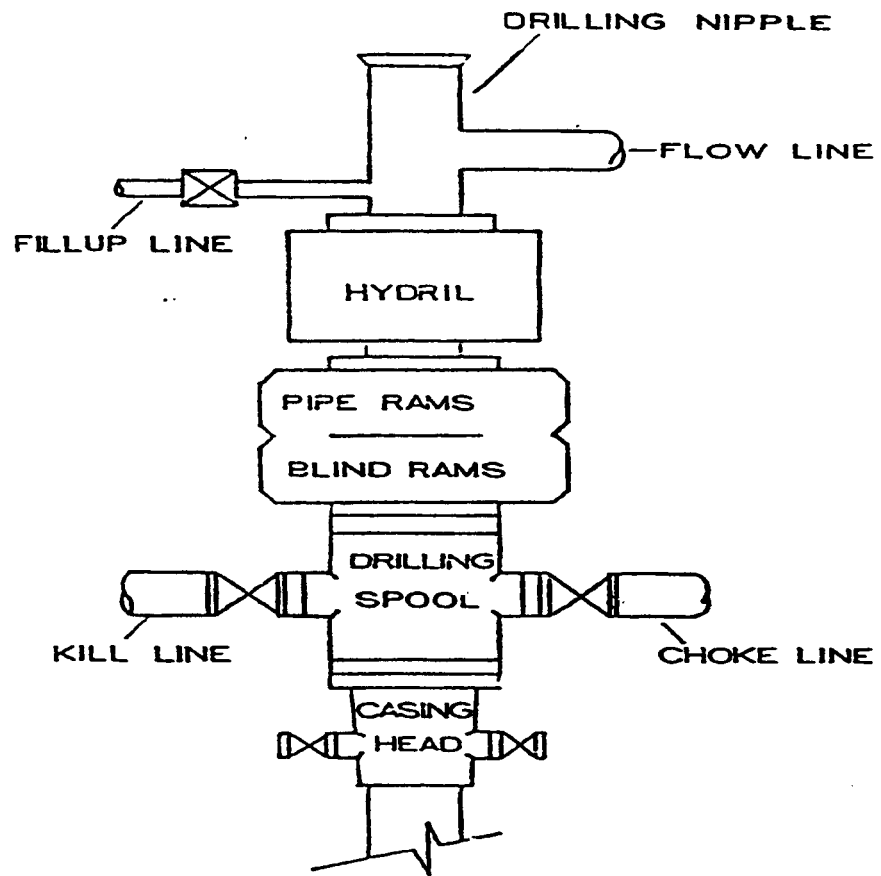 DRILLING NIPPLE
FLOW LINE
FILLUP LINE
HYDRIL
PIPE RAMS
BLIND RAMS
DRILLING
SPOOL
KILL LINE
CHOKE LINE
CASING
HEAD